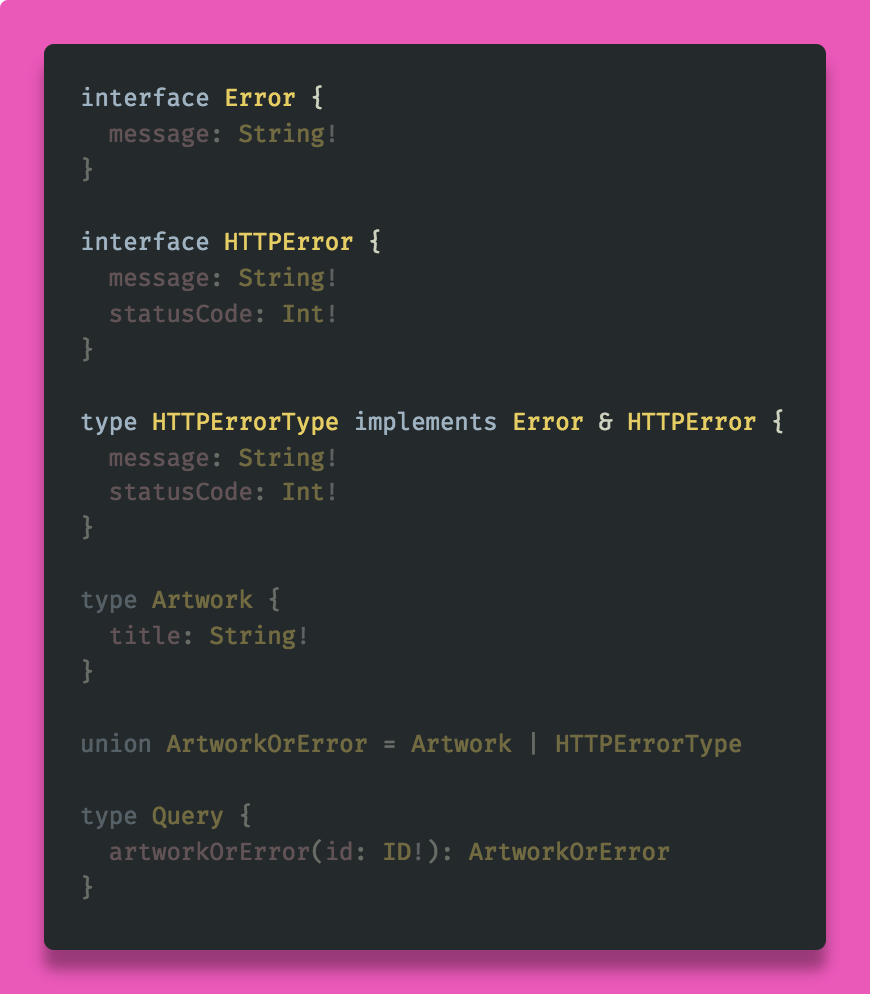 interface Error {
  message: String!
}

interface HTTPError {
  message: String!
  statusCode: Int!
}

type HTTPErrorType implements Error & HTTPError {
  message: String!
  statusCode: Int!
}

type Artwork {
  title: String!
}

union ArtworkOrError = Artwork | HTTPErrorType

type Query {
  artworkOrError(id: ID!): ArtworkOrError
}